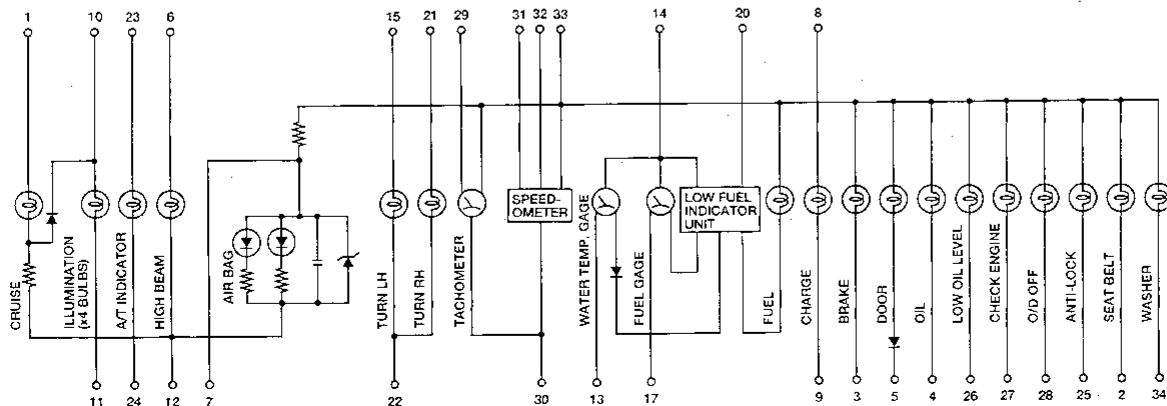 1
10
23
6
15
21
29
31
32
33
14
20
8
CRUISE
ILLUMINATION
(x4 BULBS)
A/T INDICATOR
HIGH BEAM
AIR BAG
TURN LH
TURN RH
TACHOMETER
SPEED-
OMETER
WATER TEMP. GAGE
FUEL GAGE
LOW FUEL
INDICATOR
UNIT
FUEL
CHARGE
BRAKE
DOOR
OIL
LOW OIL LEVEL
CHECK ENGINE
O/D OFF
ANTI-LOCK
SEAT BELT
WASHER
11
24
12
7
22
30
13
17
9
3
5
4
26
27
28
25
2
34